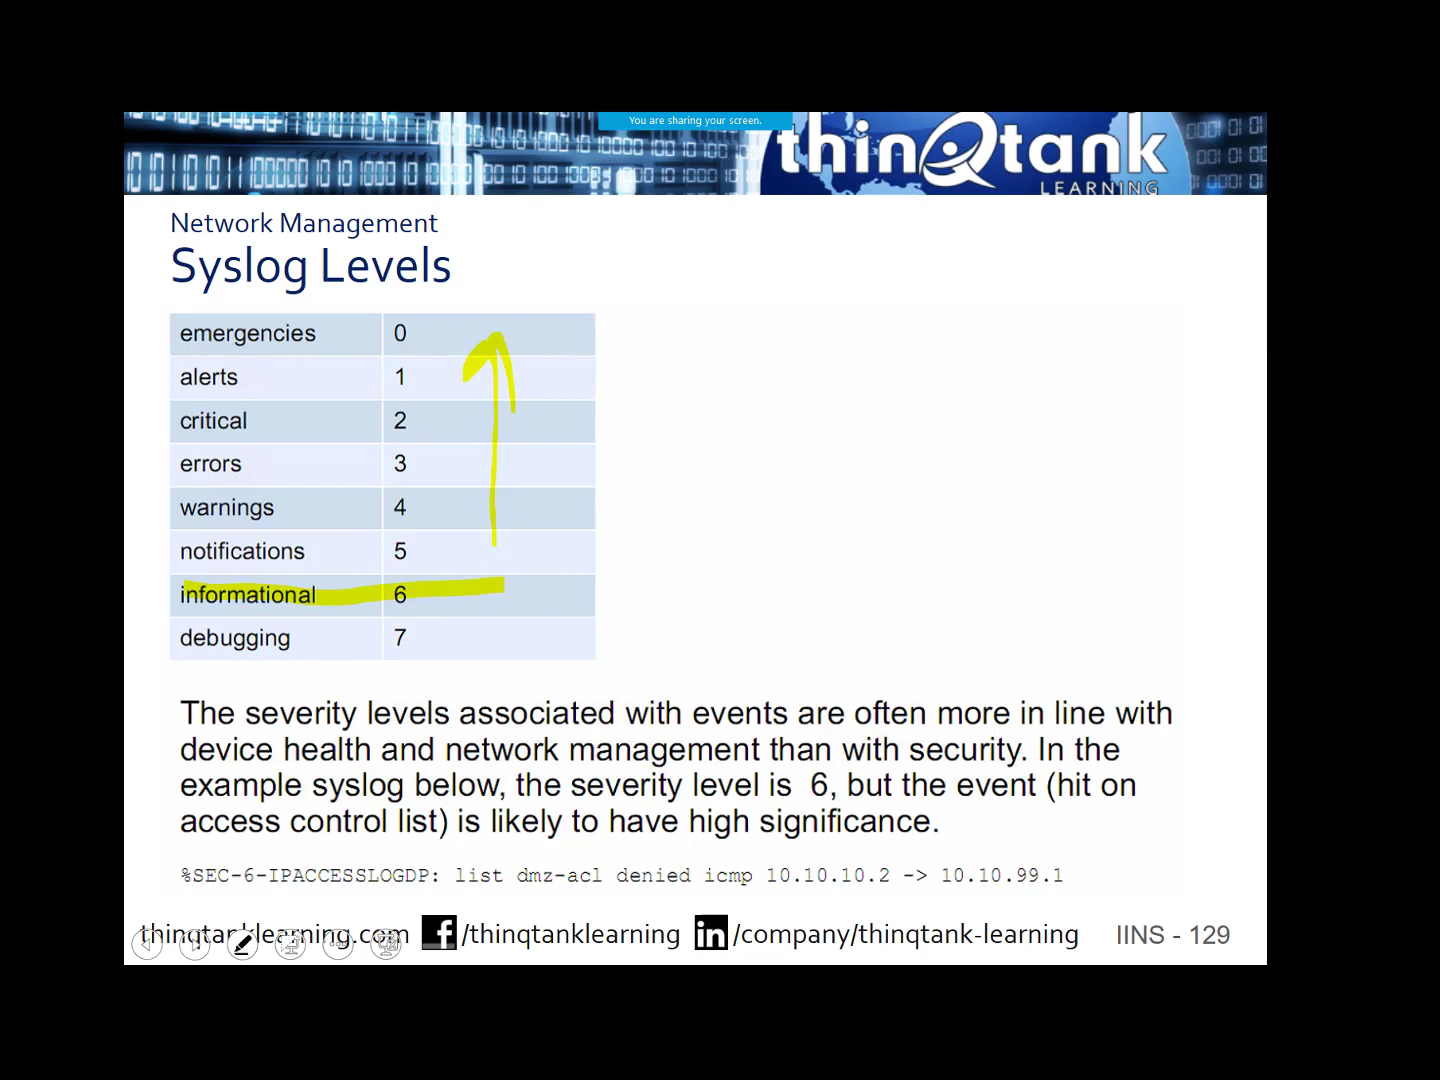 You are sharing your screen.
thinQtank
LEARNING
Network Management
Syslog Levels
emergencies 0
alerts 1
critical 2
errors 3
warnings 4
notifications 5
informational 6
debugging 7
The severity levels associated with events are often more in line with
device health and network management than with security. In the
example syslog below, the severity level is 6, but the event (hit on
access control list) is likely to have high significance.
%SEC-6-IPACCESSLOGDP: list dmz-acl denied icmp 10.10.10.2 -> 10.10.99.1
thinqtanklearning.com f /thinqtanklearning in /company/thinqtank-learning IINS - 129